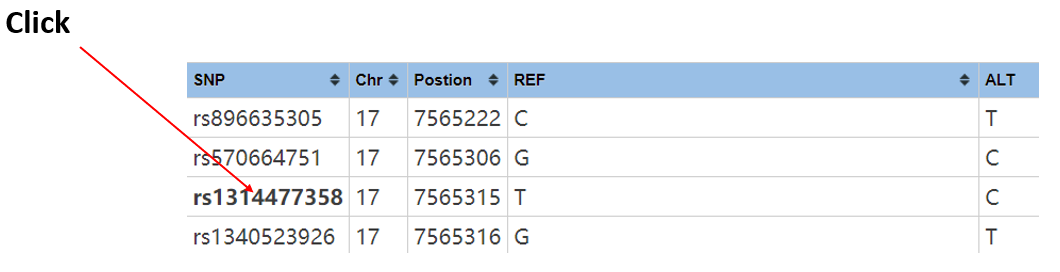 Click
SNP Chr Postion REF ALT
rs896635305 17 7565222 C T
rs570664751 17 7565306 G C
rs1314477358 17 7565315 T C
rs1340523926 17 7565316 G T